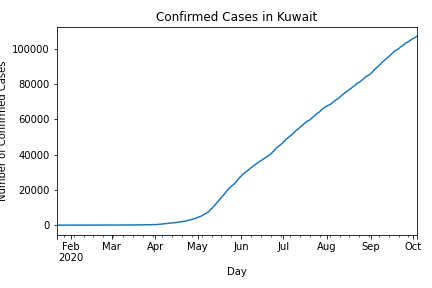 Confirmed Cases in Kuwait
Number of Confirmed Cases
100000
80000
60000
40000
20000
0
Feb Mar Apr May Jun Jul Aug Sep Oct
2020
Day